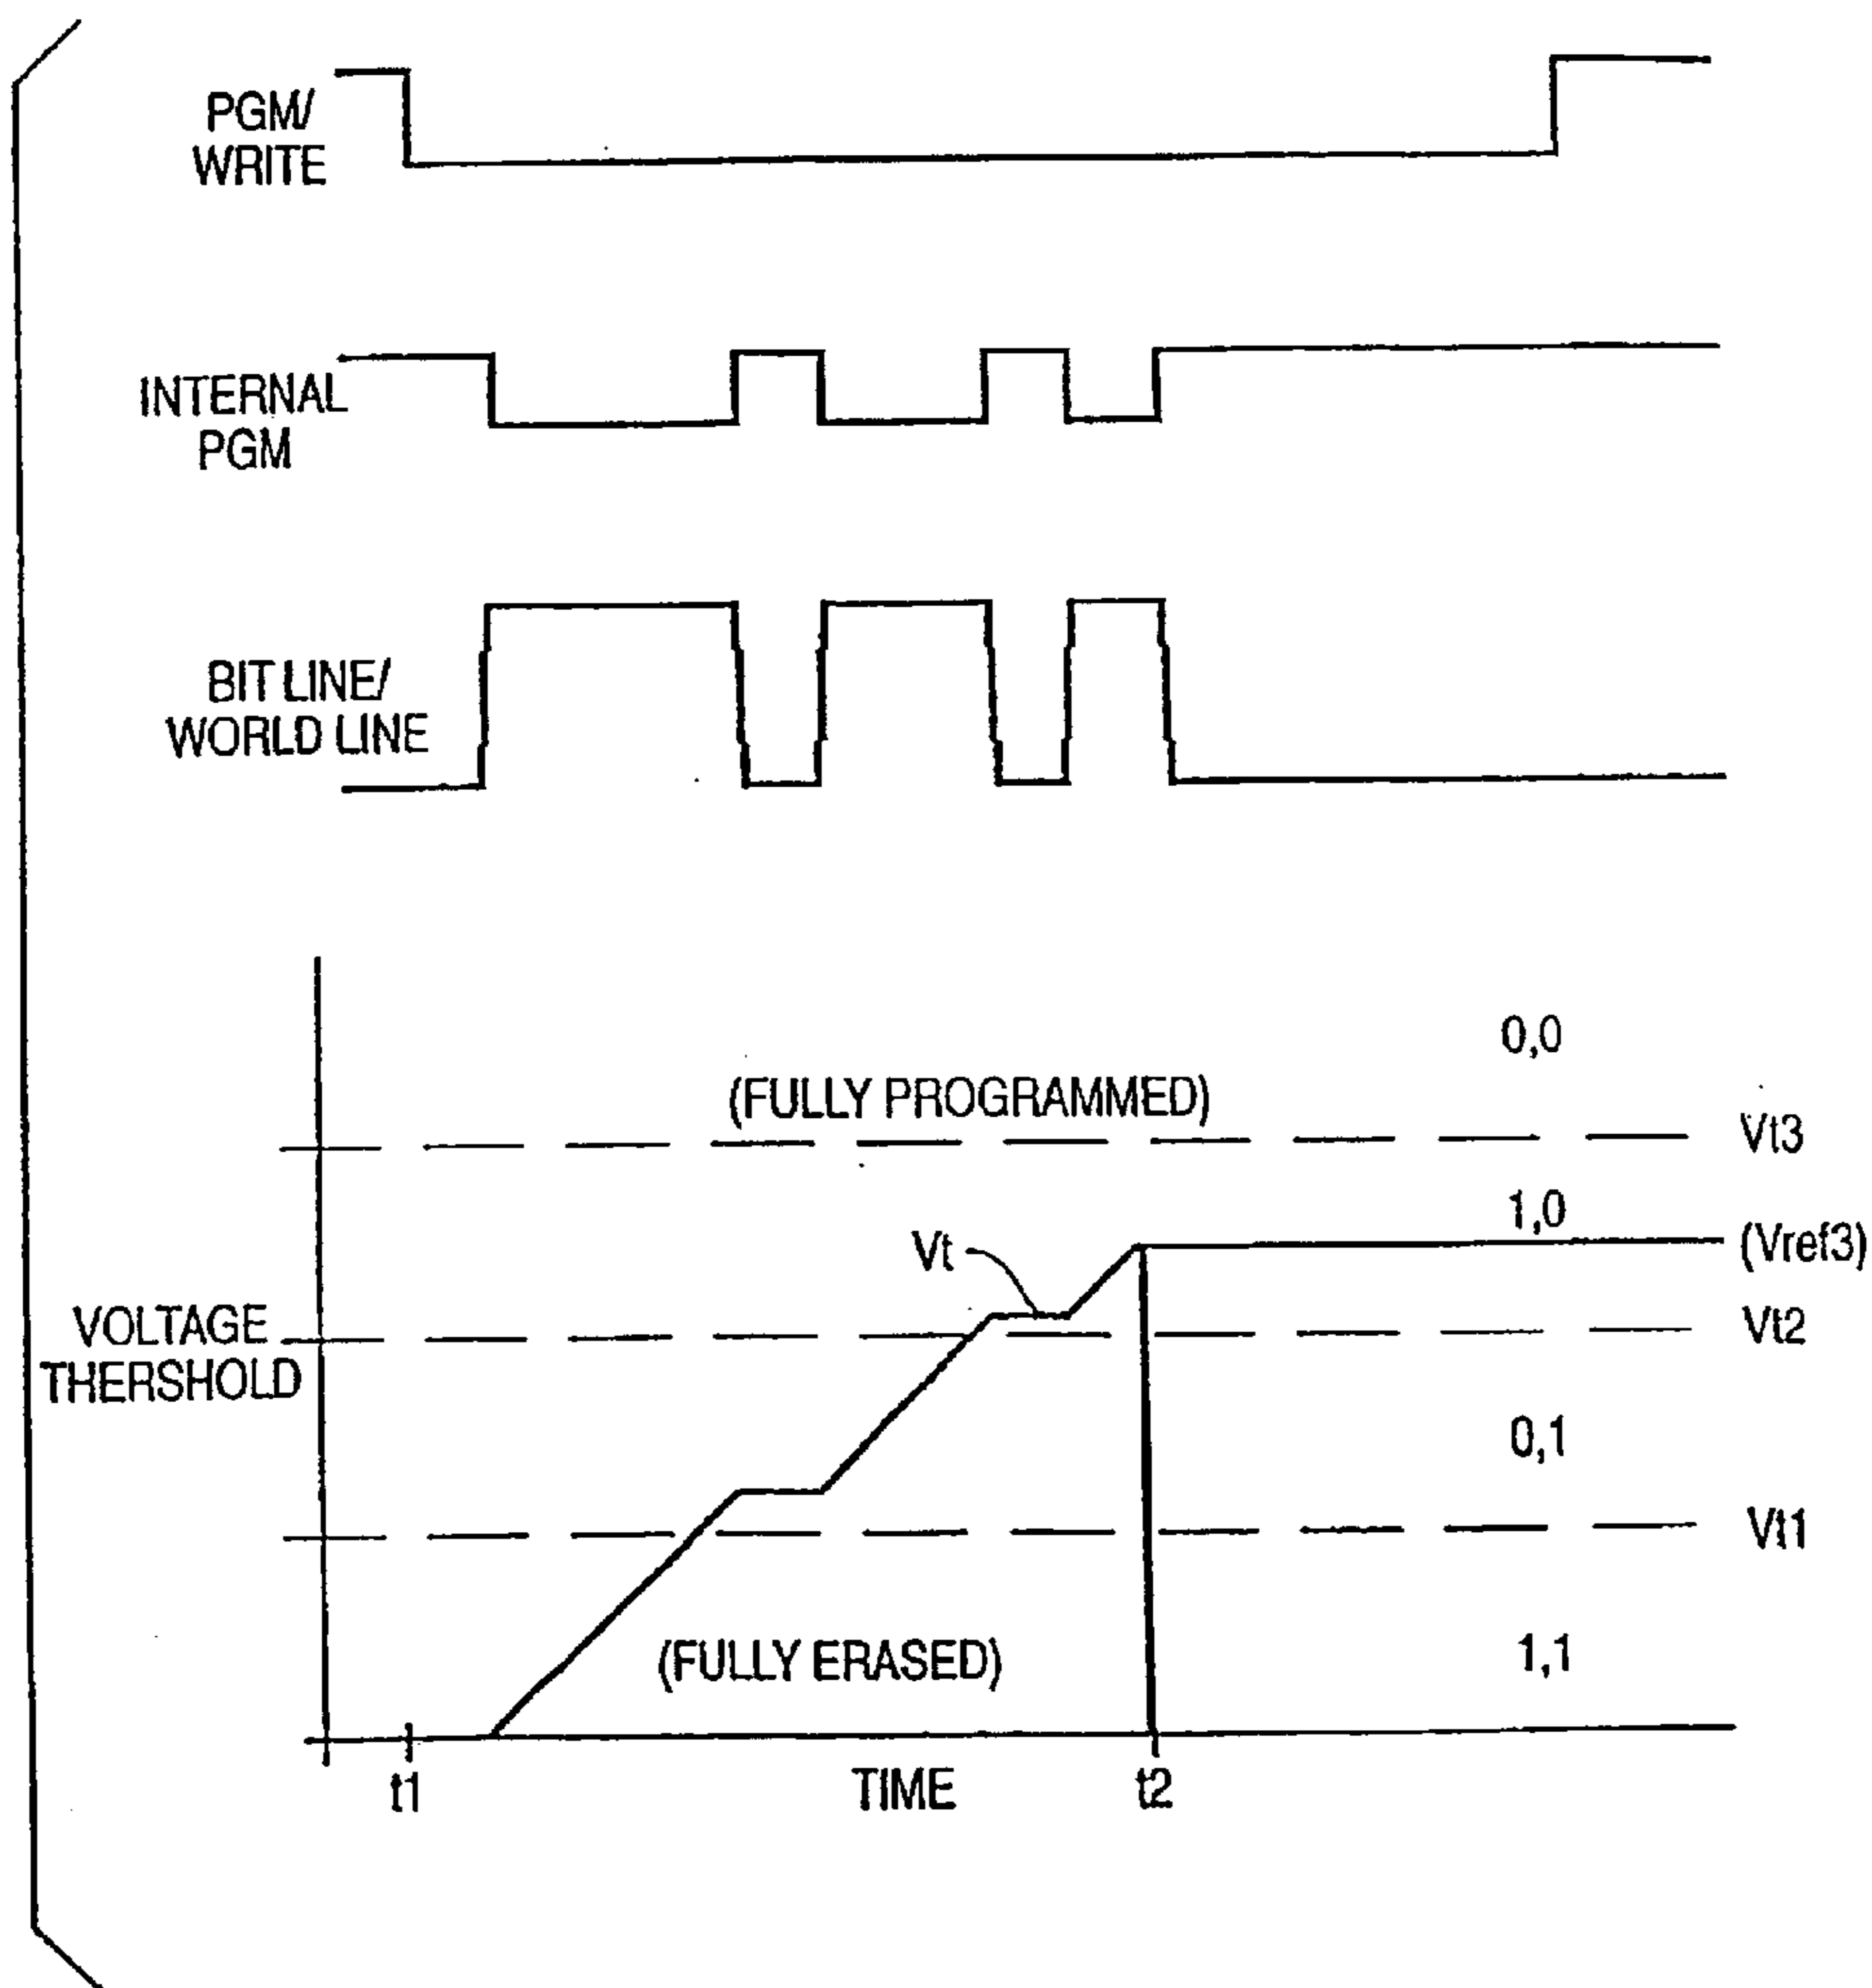 PGM/
WRITE
INTERNAL
PGM
BIT LINE/
WORLD LINE
0,0
(FULLY PROGRAMMED)
Vt3
1,0
Vt
(Vref3)
VOLTAGE
THERSHOLD
Vt2
0,1
Vt1
(FULLY ERASED)
1,1
t1
TIME
t2